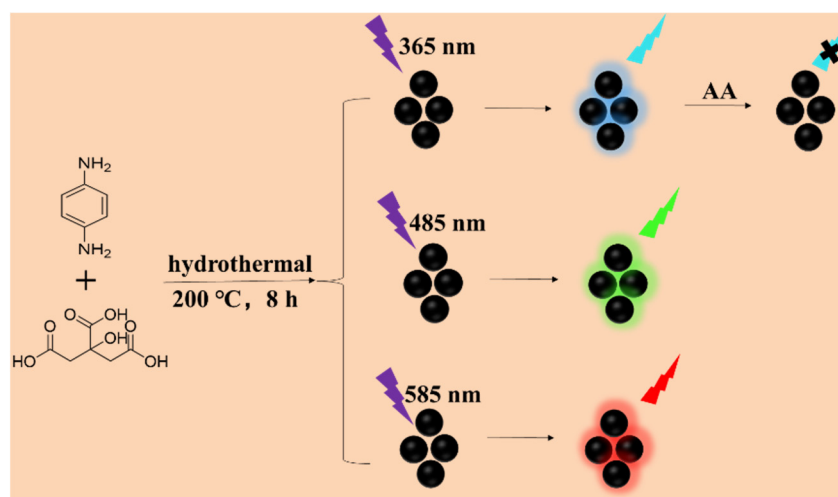 NH₂
NH₂
+
O
OH
O
O
HO
OH
OH
hydrothermal
200 ℃，8 h
365 nm
AA
485 nm
585 nm